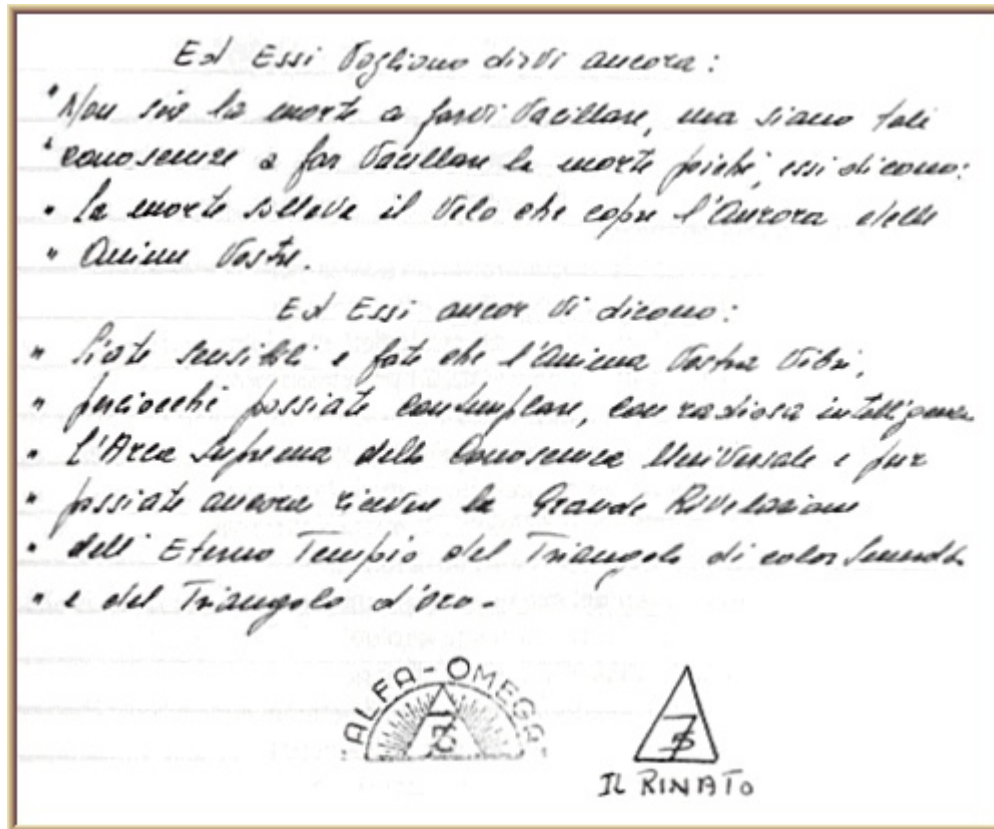 Ed Essi Vogliono dirVi ancora:
"Non sia la morte a farVi Vacillare, ma siano tali
"conoscenze a far Vacillare la morte poiché, essi dicono:
" la morte solleva il Velo che copre l'Aurora delle
" Anime Vostre.
Ed Essi ancor Vi dicono:
" Siate sensibili e fate che l'Anima Vostra Vibri,
" perciocché possiate contemplare, con radiosa intelligenza
" l'Arca Suprema della Conoscenza Universale e pur
" possiate ancora ricevere la Grande Rivelazione
" dell'Eterno Tempio del Triangolo di color Smeraldo
" e del Triangolo d'oro-
"ALFA-OMEGA"
IL RINATO